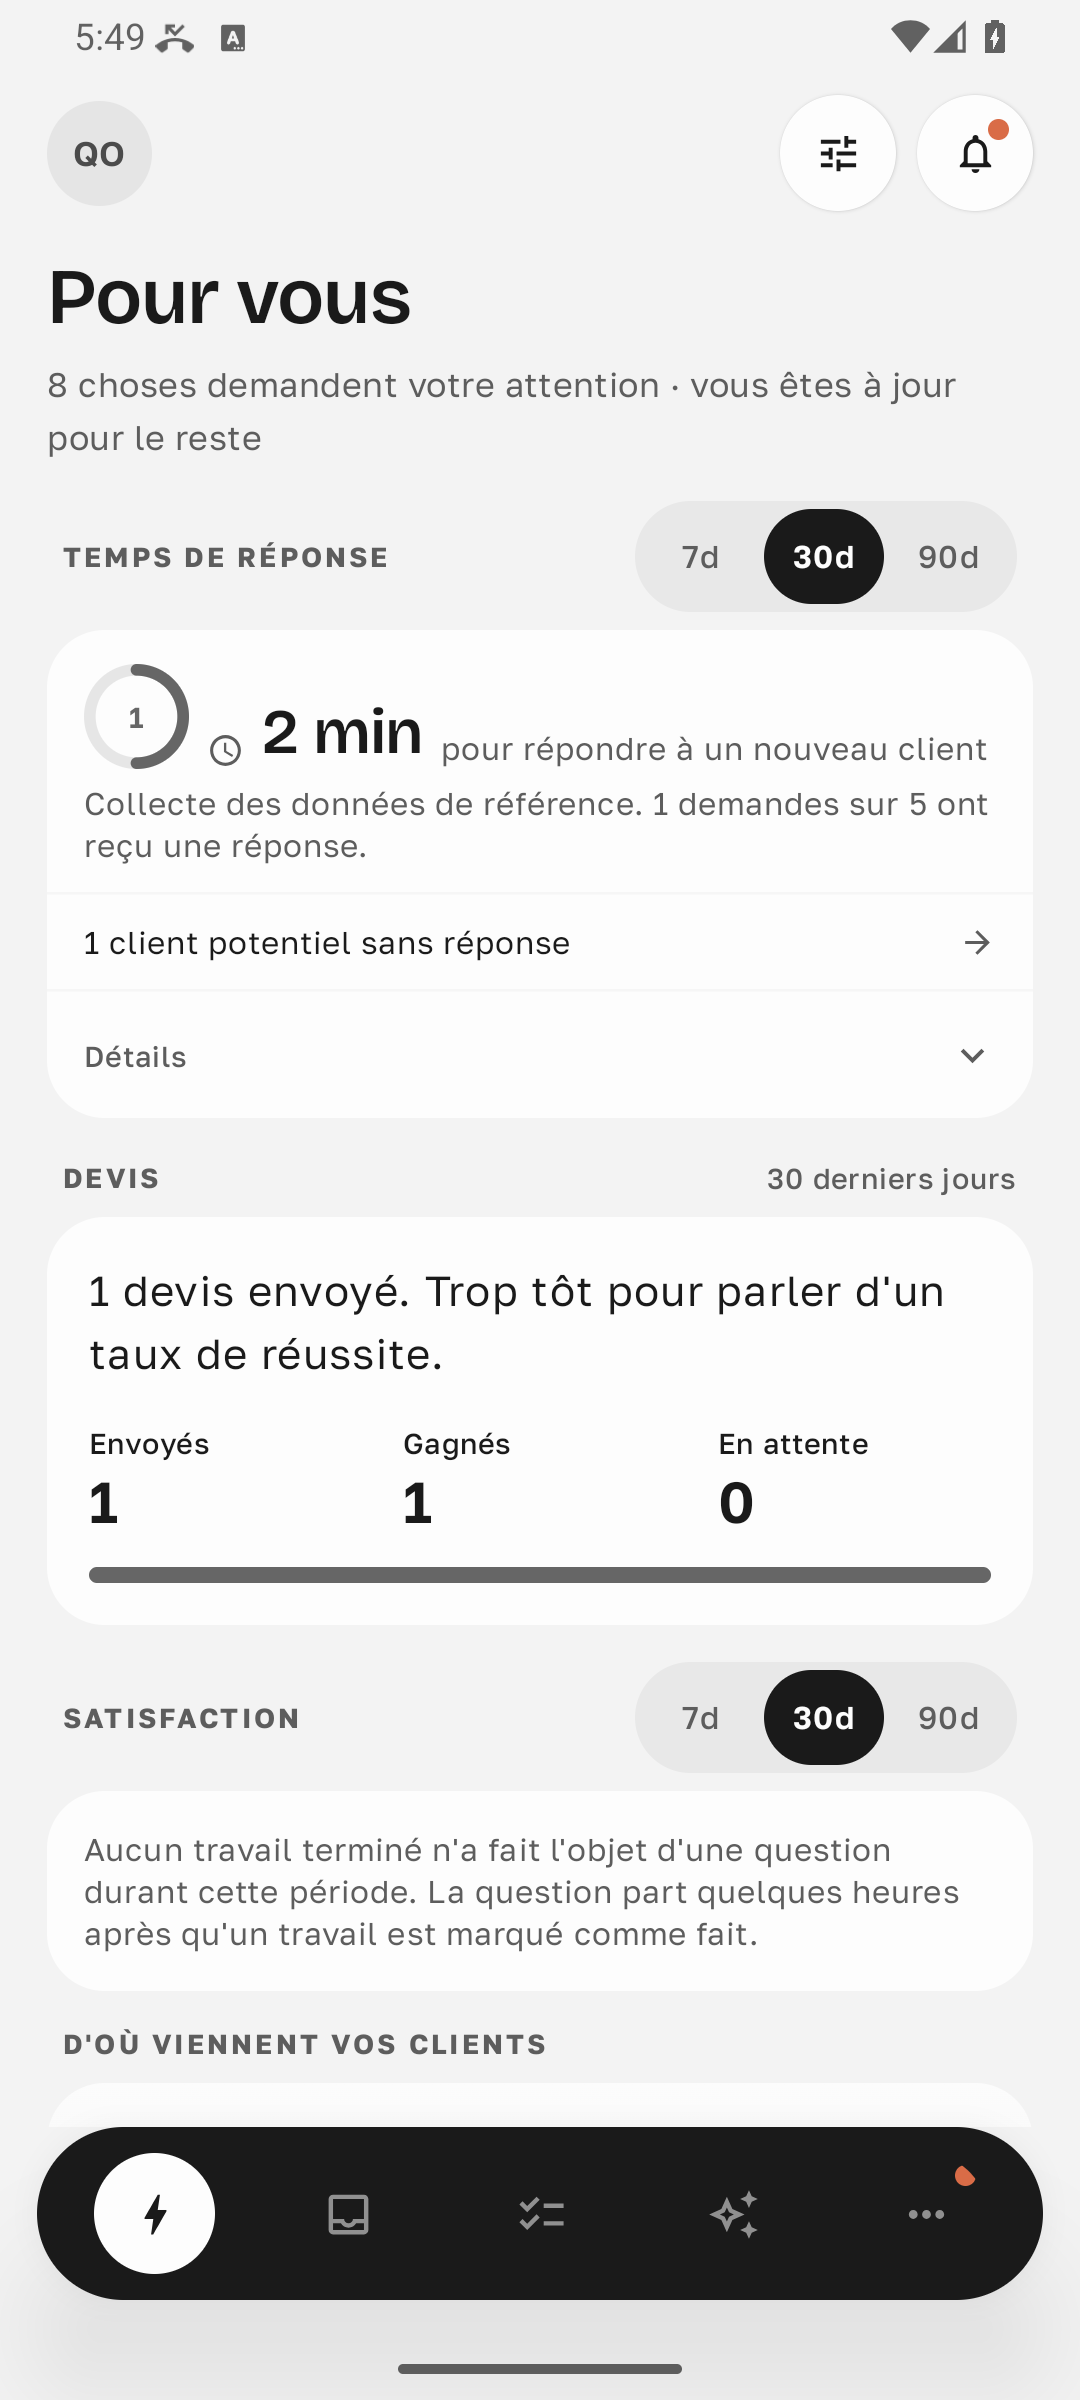 5:49
QO
Pour vous
8 choses demandent votre attention · vous êtes à jour
pour le reste
TEMPS DE RÉPONSE
7d 30d 90d
1
2 min pour répondre à un nouveau client
Collecte des données de référence. 1 demandes sur 5 ont
reçu une réponse.
1 client potentiel sans réponse
Détails
DEVIS
30 derniers jours
1 devis envoyé. Trop tôt pour parler d'un
taux de réussite.
Envoyés Gagnés En attente
1 1 0
SATISFACTION
7d 30d 90d
Aucun travail terminé n'a fait l'objet d'une question
durant cette période. La question part quelques heures
après qu'un travail est marqué comme fait.
D'OÙ VIENNENT VOS CLIENTS